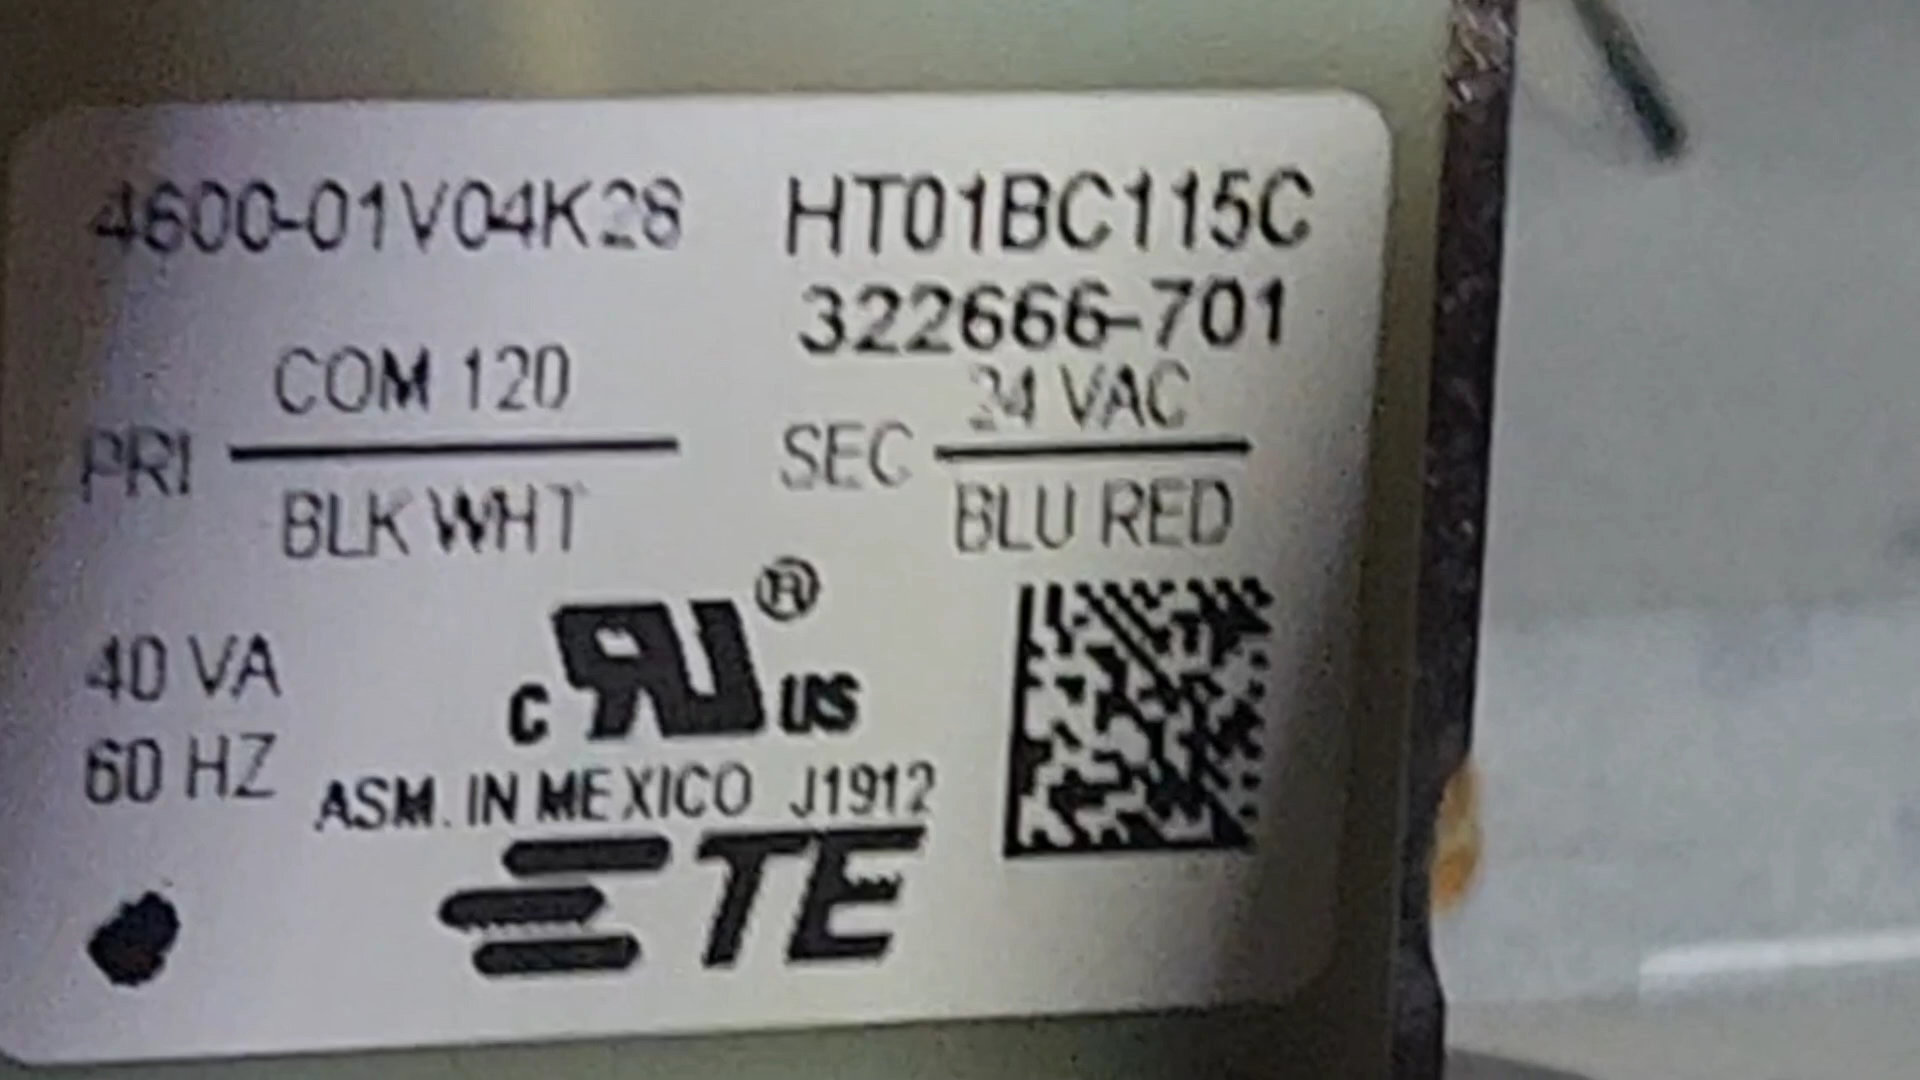 4600-01V04K28 HT01BC115C
322666-701
COM 120 24 VAC
PRI SEC
BLK WHT BLU RED
40 VA
60 HZ
c RU ® US
ASM. IN MEXICO J1912
TE